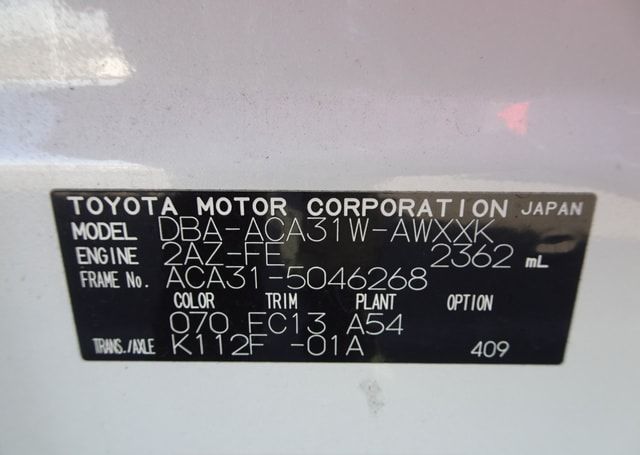 TOYOTA MOTOR CORPORATION JAPAN
MODEL DBA-ACA31W-AWXXK
ENGINE 2AZ-FE 2362 mL
FRAME No. ACA31-5046268
COLOR TRIM PLANT OPTION
070 FC13 A54
TRANS./AXLE K112F -01A 409